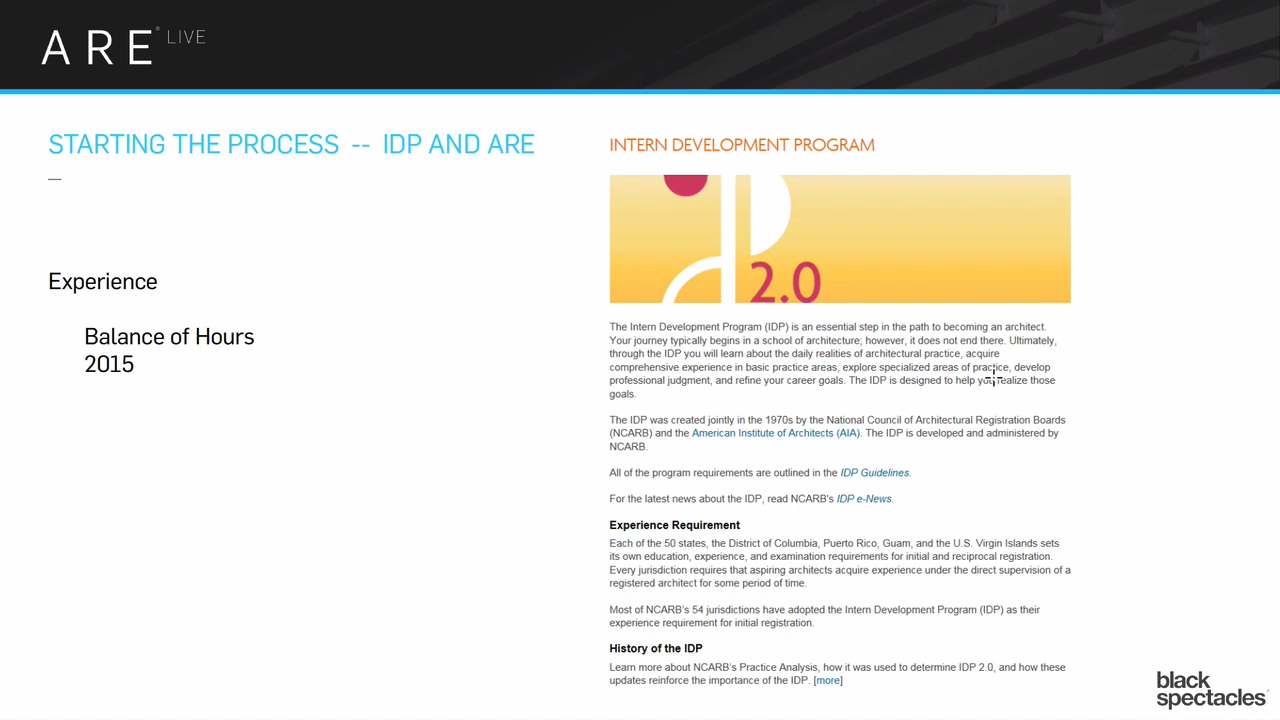 ARE® LIVE
STARTING THE PROCESS -- IDP AND ARE
—
Experience
Balance of Hours
2015
INTERN DEVELOPMENT PROGRAM
2.0
The Intern Development Program (IDP) is an essential step in the path to becoming an architect.
Your journey typically begins in a school of architecture; however, it does not end there. Ultimately,
through the IDP you will learn about the daily realities of architectural practice, acquire
comprehensive experience in basic practice areas, explore specialized areas of practice, develop
professional judgment, and refine your career goals. The IDP is designed to help you realize those
goals.
The IDP was created jointly in the 1970s by the National Council of Architectural Registration Boards
(NCARB) and the American Institute of Architects (AIA). The IDP is developed and administered by
NCARB.
All of the program requirements are outlined in the IDP Guidelines.
For the latest news about the IDP, read NCARB's IDP e-News.
Experience Requirement
Each of the 50 states, the District of Columbia, Puerto Rico, Guam, and the U.S. Virgin Islands sets
its own education, experience, and examination requirements for initial and reciprocal registration.
Every jurisdiction requires that aspiring architects acquire experience under the direct supervision of a
registered architect for some period of time.
Most of NCARB's 54 jurisdictions have adopted the Intern Development Program (IDP) as their
experience requirement for initial registration.
History of the IDP
Learn more about NCARB's Practice Analysis, how it was used to determine IDP 2.0, and how these
updates reinforce the importance of the IDP. [more]
black
spectacles